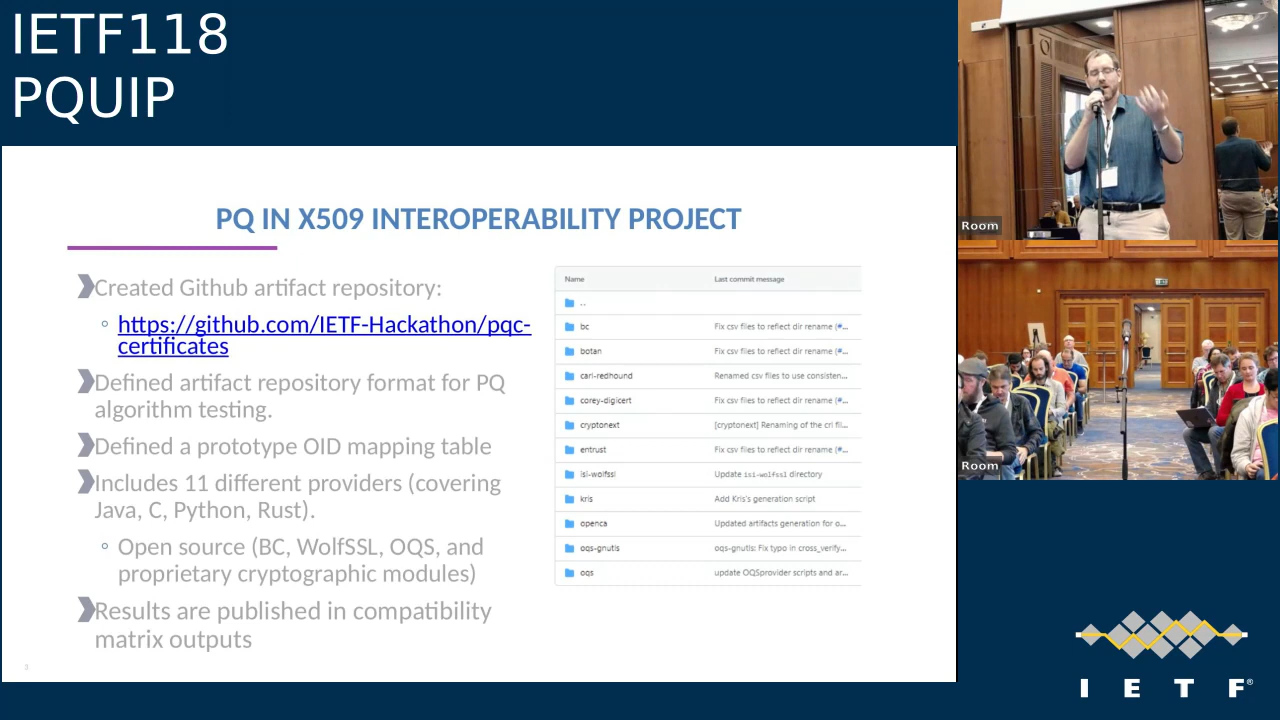 IETF118
PQUIP
PQ IN X509 INTEROPERABILITY PROJECT
Created Github artifact repository:
https://github.com/IETF-Hackathon/pqc-
certificates
Defined artifact repository format for PQ
algorithm testing.
Defined a prototype OID mapping table
Includes 11 different providers (covering
Java, C, Python, Rust).
Open source (BC, WolfSSL, OQS, and
proprietary cryptographic modules)
Results are published in compatibility
matrix outputs
3
Name Last commit message
..
bc Fix csv files to reflect dir rename (#...
botan Fix csv files to reflect dir rename (#...
carl-redhound Renamed csv files to use consisten...
corey-digicert Fix csv files to reflect dir rename (#...
cryptonext [cryptonext] Renaming of the crl fil...
entrust Fix csv files to reflect dir rename (#...
isi-wolfssl Update isi-wolfssl directory
kris Add Kris's generation script
openca Updated artifacts generation for o...
oqs-gnutls oqs-gnutls: Fix typo in cross_verify...
oqs update OQSprovider scripts and ar...
Room
Room
I E T F®